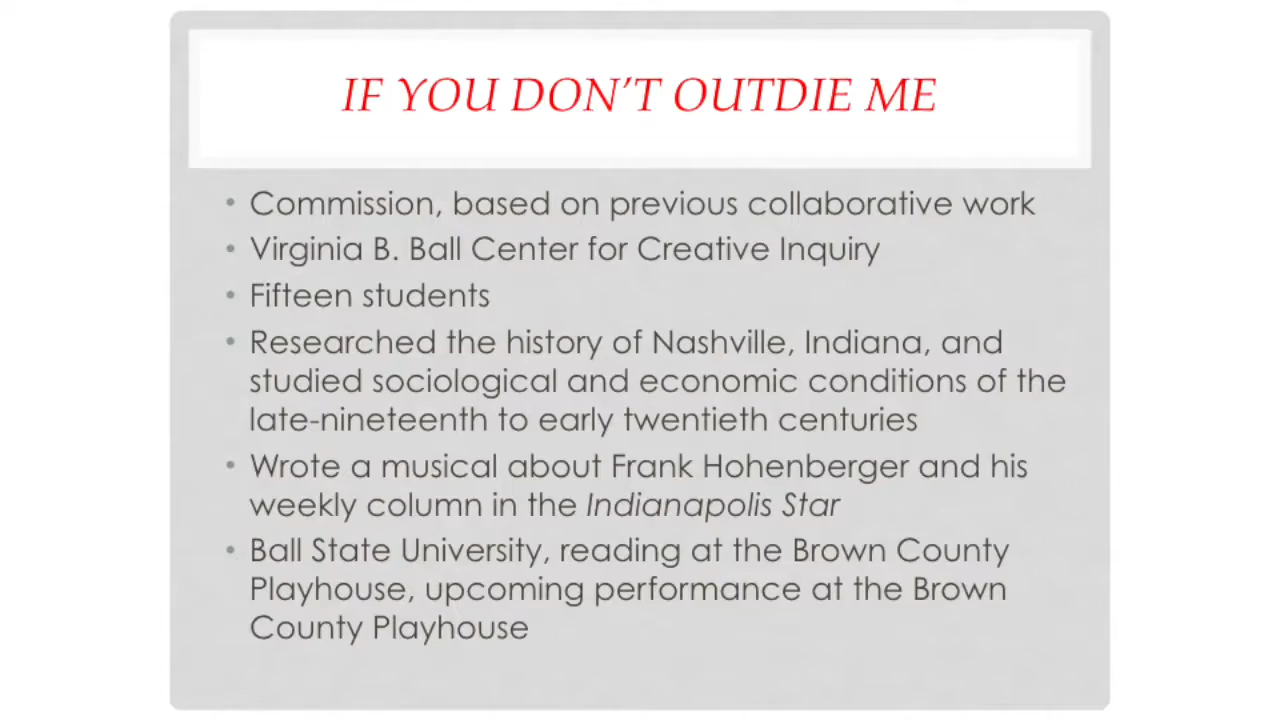 IF YOU DON’T OUTDIE ME
• Commission, based on previous collaborative work
• Virginia B. Ball Center for Creative Inquiry
• Fifteen students
• Researched the history of Nashville, Indiana, and
studied sociological and economic conditions of the
late-nineteenth to early twentieth centuries
• Wrote a musical about Frank Hohenberger and his
weekly column in the Indianapolis Star
• Ball State University, reading at the Brown County
Playhouse, upcoming performance at the Brown
County Playhouse